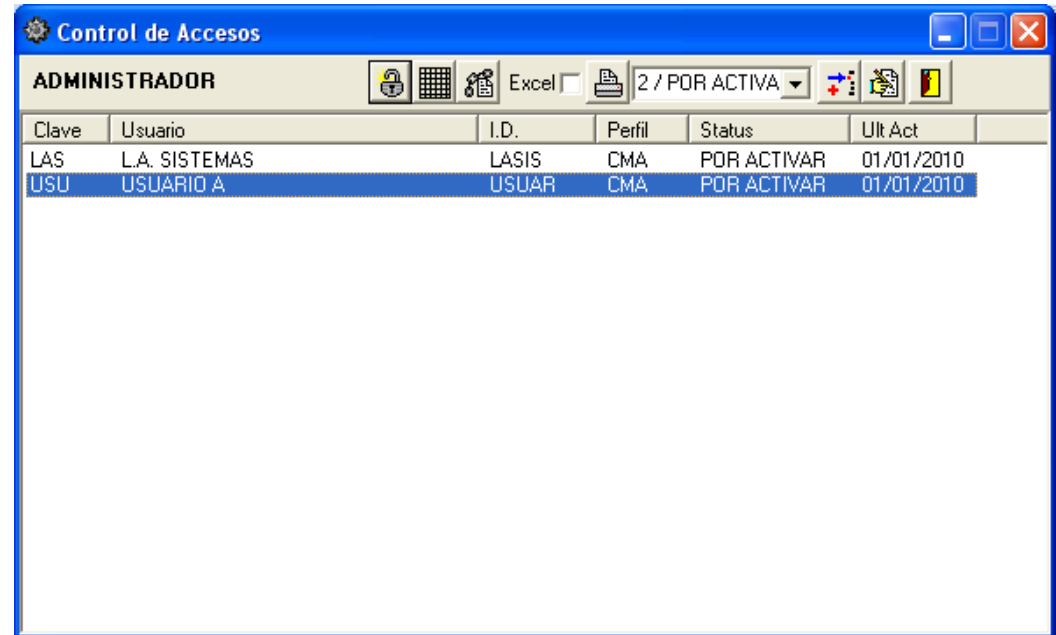 Control de Accesos
ADMINISTRADOR Excel 2 / POR ACTIVA
Clave Usuario I.D. Perfil Status Ult Act
LAS L.A. SISTEMAS LASIS CMA POR ACTIVAR 01/01/2010
USU USUARIO A USUAR CMA POR ACTIVAR 01/01/2010